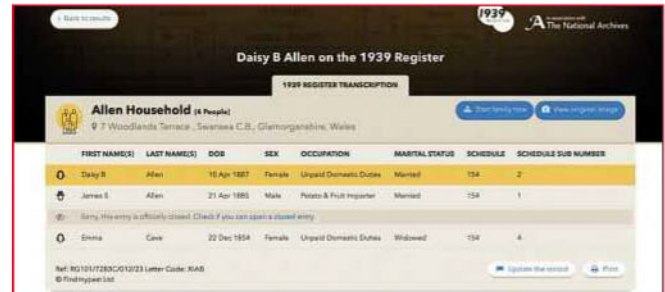 ‹ Back to results
1939
REGISTER
In association with
The National Archives
Daisy B Allen on the 1939 Register
1939 REGISTER TRANSCRIPTION
Allen Household (4 People)
7 Woodlands Terrace , Swansea C.B., Glamorganshire, Wales
Start family tree
View original image
FIRST NAME(S) LAST NAME(S) DOB SEX OCCUPATION MARITAL STATUS SCHEDULE SCHEDULE SUB NUMBER
Daisy B Allen 10 Apr 1887 Female Unpaid Domestic Duties Married 154 2
James S Allen 21 Apr 1885 Male Potato & Fruit Importer Married 154 1
Sorry, this entry is officially closed. Check if you can open a closed entry.
Emma Cave 22 Dec 1854 Female Unpaid Domestic Duties Widowed 154 4
Ref: RG101/7283C/012/23 Letter Code: XIAB
© Findmypast Ltd
Update the record
Print